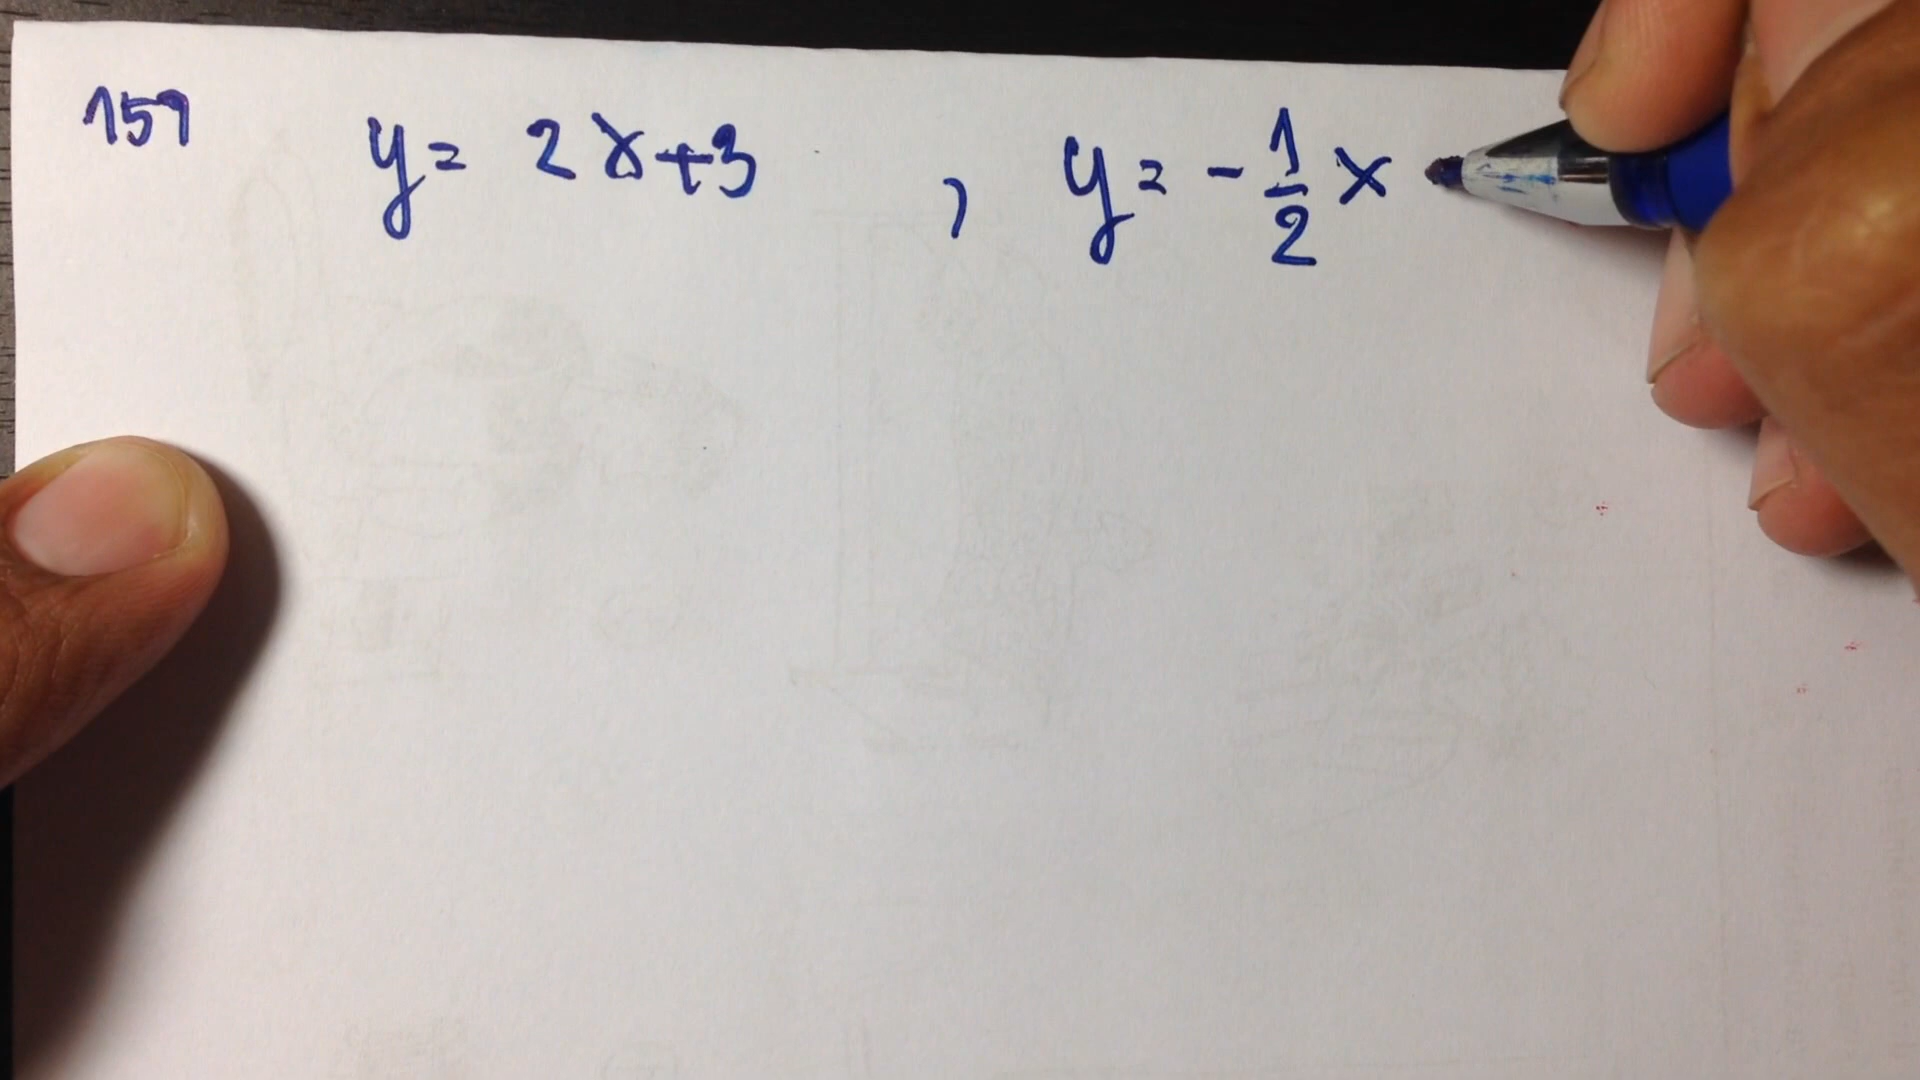 159 y = 2x+3 , y = - 1/2 x